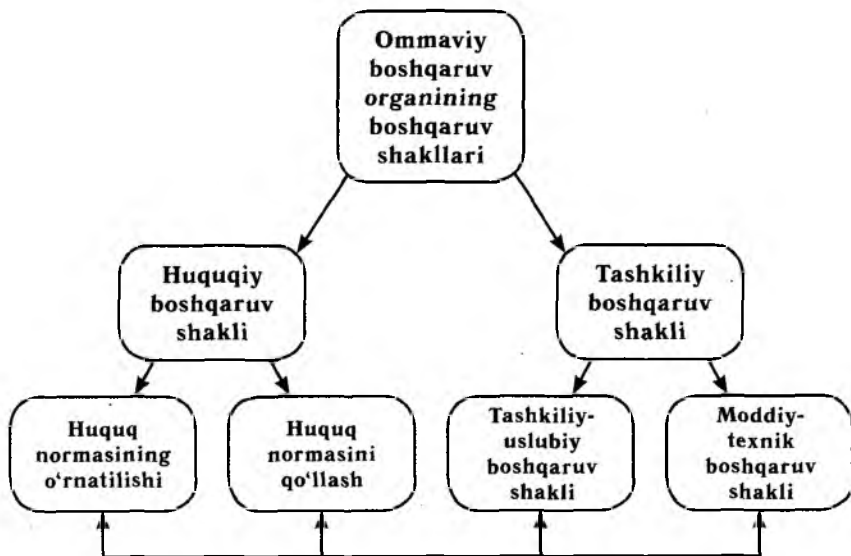 Ommaviy
boshqaruv
organining
boshqaruv
shakllari
Huquqiy
boshqaruv
shakli
Tashkiliy
boshqaruv
shakli
Huquq
normasining
o‘rnatilishi
Huquq
normasini
qo‘llash
Tashkiliy-
uslubiy
boshqaruv
shakli
Moddiy-
texnik
boshqaruv
shakli